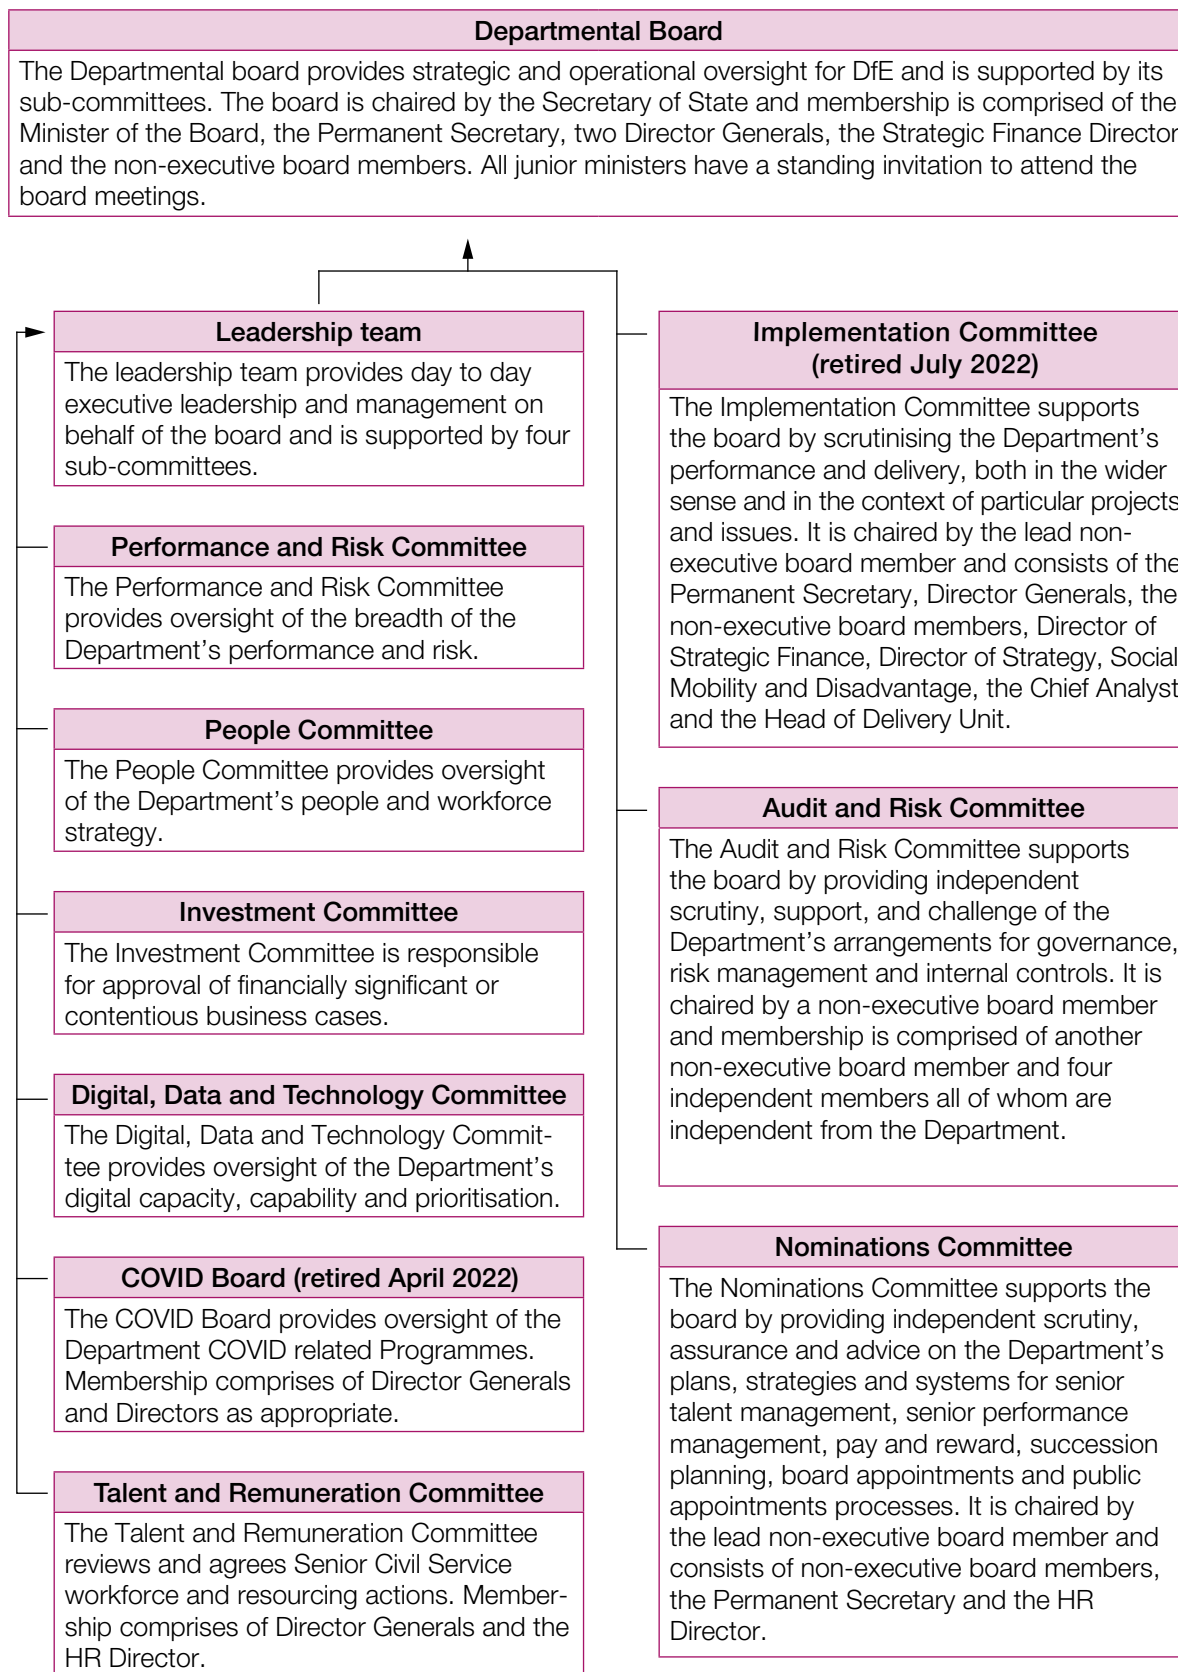 Departmental Board
The Departmental board provides strategic and operational oversight for DfE and is supported by its
sub-committees. The board is chaired by the Secretary of State and membership is comprised of the
Minister of the Board, the Permanent Secretary, two Director Generals, the Strategic Finance Director
and the non-executive board members. All junior ministers have a standing invitation to attend the
board meetings.
Leadership team
The leadership team provides day to day
executive leadership and management on
behalf of the board and is supported by four
sub-committees.
Performance and Risk Committee
The Performance and Risk Committee
provides oversight of the breadth of the
Department's performance and risk.
People Committee
The People Committee provides oversight
of the Department's people and workforce
strategy.
Investment Committee
The Investment Committee is responsible
for approval of financially significant or
contentious business cases.
Digital, Data and Technology Committee
The Digital, Data and Technology Commit-
tee provides oversight of the Department's
digital capacity, capability and prioritisation.
COVID Board (retired April 2022)
The COVID Board provides oversight of the
Department COVID related Programmes.
Membership comprises of Director Generals
and Directors as appropriate.
Talent and Remuneration Committee
The Talent and Remuneration Committee
reviews and agrees Senior Civil Service
workforce and resourcing actions. Member-
ship comprises of Director Generals and the
HR Director.
Implementation Committee
(retired July 2022)
The Implementation Committee supports
the board by scrutinising the Department's
performance and delivery, both in the wider
sense and in the context of particular projects
and issues. It is chaired by the lead non-
executive board member and consists of the
Permanent Secretary, Director Generals, the
non-executive board members, Director of
Strategic Finance, Director of Strategy, Social
Mobility and Disadvantage, the Chief Analyst
and the Head of Delivery Unit.
Audit and Risk Committee
The Audit and Risk Committee supports
the board by providing independent
scrutiny, support, and challenge of the
Department's arrangements for governance,
risk management and internal controls. It is
chaired by a non-executive board member
and membership is comprised of another
non-executive board member and four
independent members all of whom are
independent from the Department.
Nominations Committee
The Nominations Committee supports the
board by providing independent scrutiny,
assurance and advice on the Department's
plans, strategies and systems for senior
talent management, senior performance
management, pay and reward, succession
planning, board appointments and public
appointments processes. It is chaired by
the lead non-executive board member and
consists of non-executive board members,
the Permanent Secretary and the HR
Director.